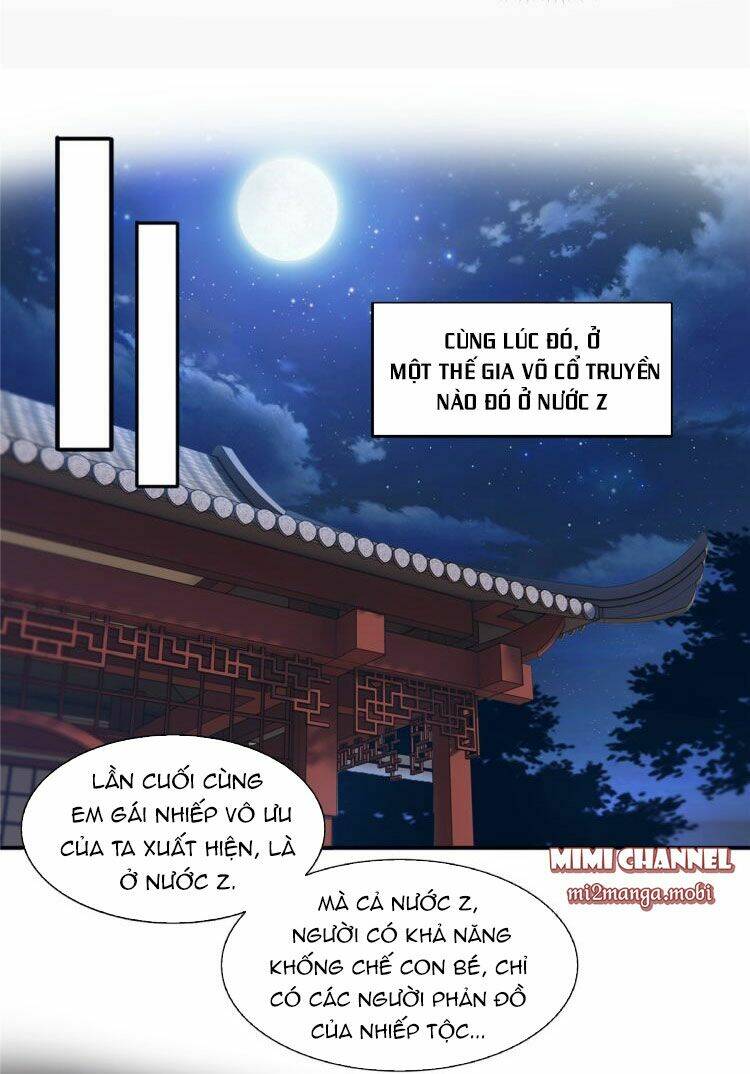 CÙNG LÚC ĐÓ, Ở
MỘT THẾ GIA VÕ CỔ TRUYỀN
NÀO ĐÓ Ở NƯỚC Z
LẦN CUỐI CÙNG
EM GÁI NHIẾP VÔ ƯU
CỦA TA XUẤT HIỆN, LÀ
Ở NƯỚC Z.
MÀ CẢ NƯỚC Z,
NGƯỜI CÓ KHẢ NĂNG
KHỐNG CHẾ CON BÉ, CHỈ
CÓ CÁC NGƯỜI PHẢN ĐỒ
CỦA NHIẾP TỘC...
MIMI CHANNEL
mi2manga.mobi